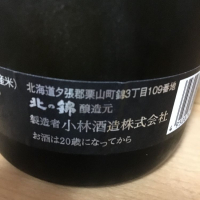 産米)
北海道夕張郡栗山町錦3丁目109番地
北の錦醸造元
製造者 小林酒造株式会社
お酒は20歳になってから